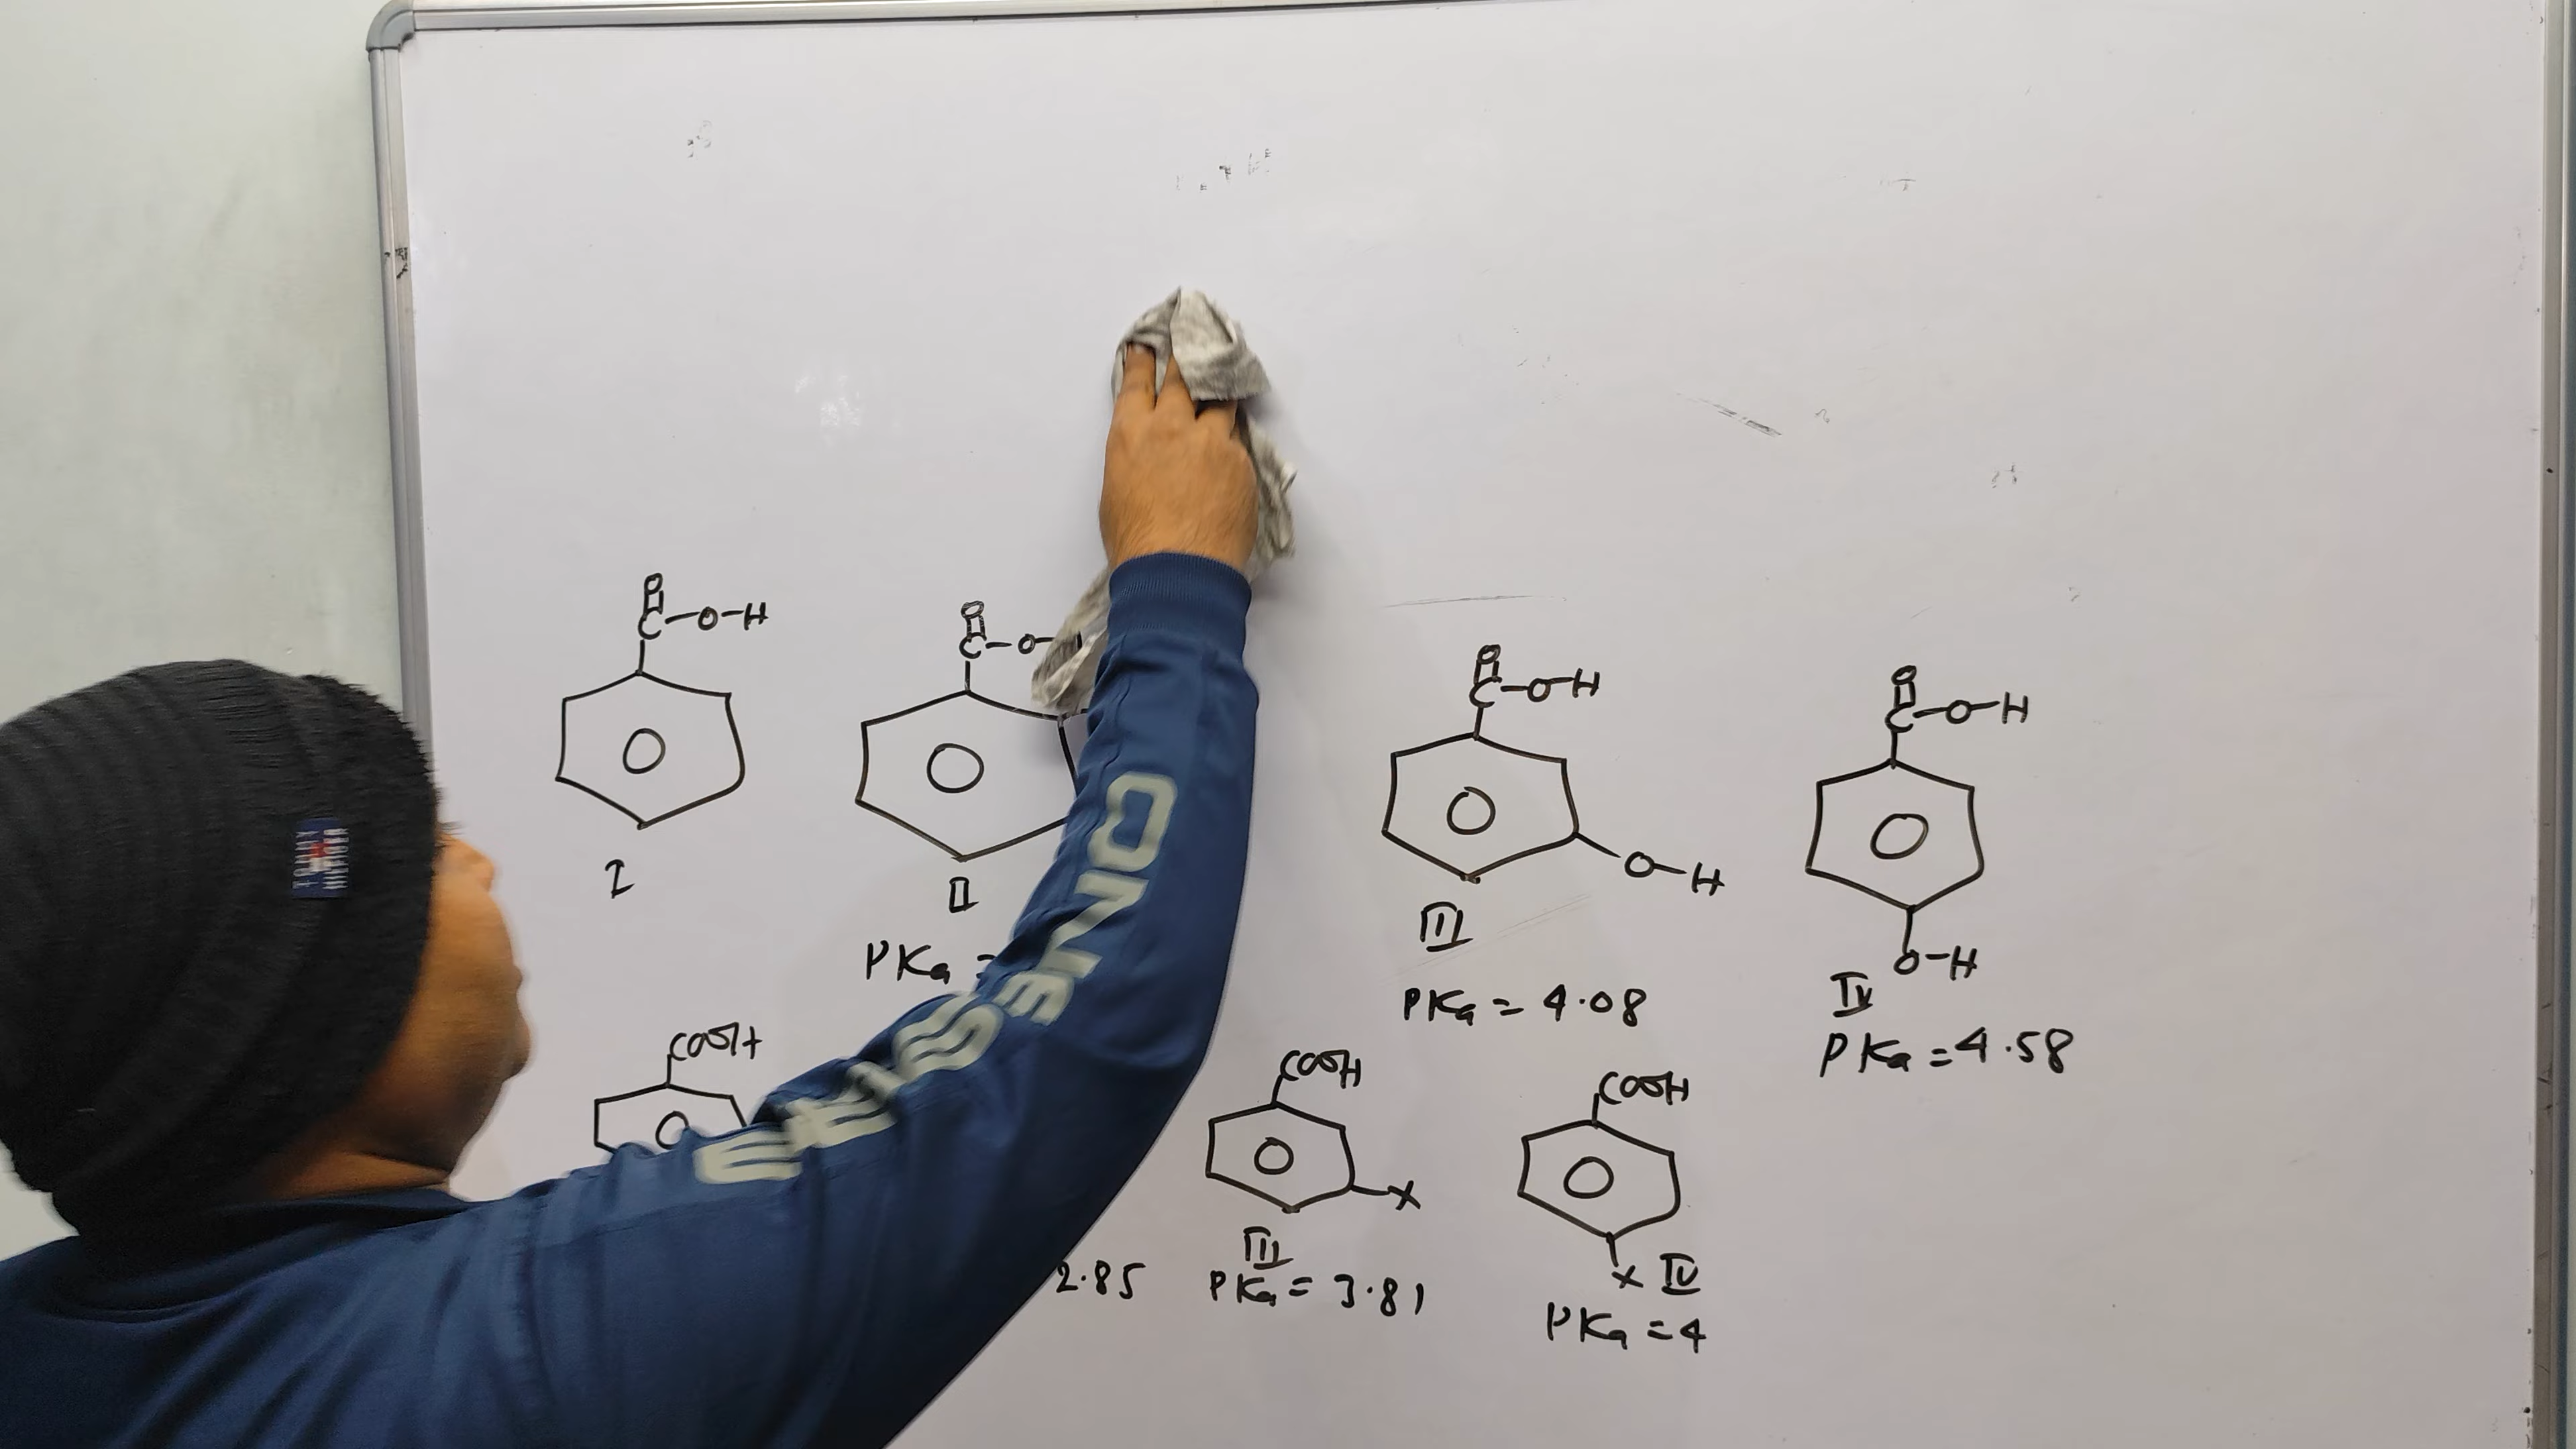 O
C-O-H
I
O
C-O-
II
PKa =
O
C-O-H
O-H
III
PKa = 4.08
O
C-O-H
O-H
IV
PKa = 4.58
COOH
2.85
COOH
X
III
PKa = 3.81
COOH
X IV
PKa = 4